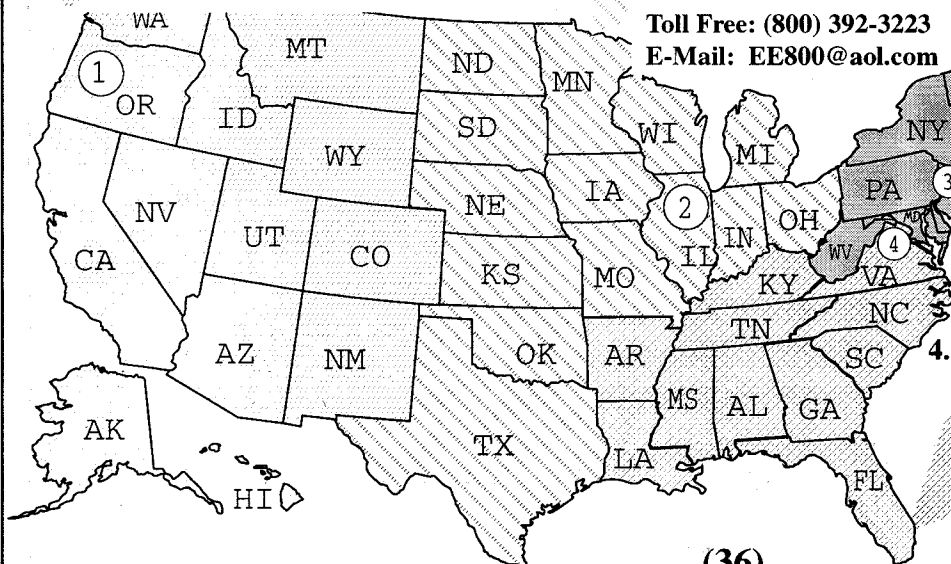 Toll Free: (800) 392-3223
E-Mail: EE800@aol.com
WA
MT
ND
MN
1
OR
ID
SD
WI
MI
NY
WY
IA
PA
3
NV
NE
2
OH
MD
UT
CO
IL
IN
WV
4
CA
KS
MO
KY
VA
NC
TN
AZ
NM
OK
AR
SC
4.
MS
AL
GA
AK
TX
LA
FL
HI
(36)